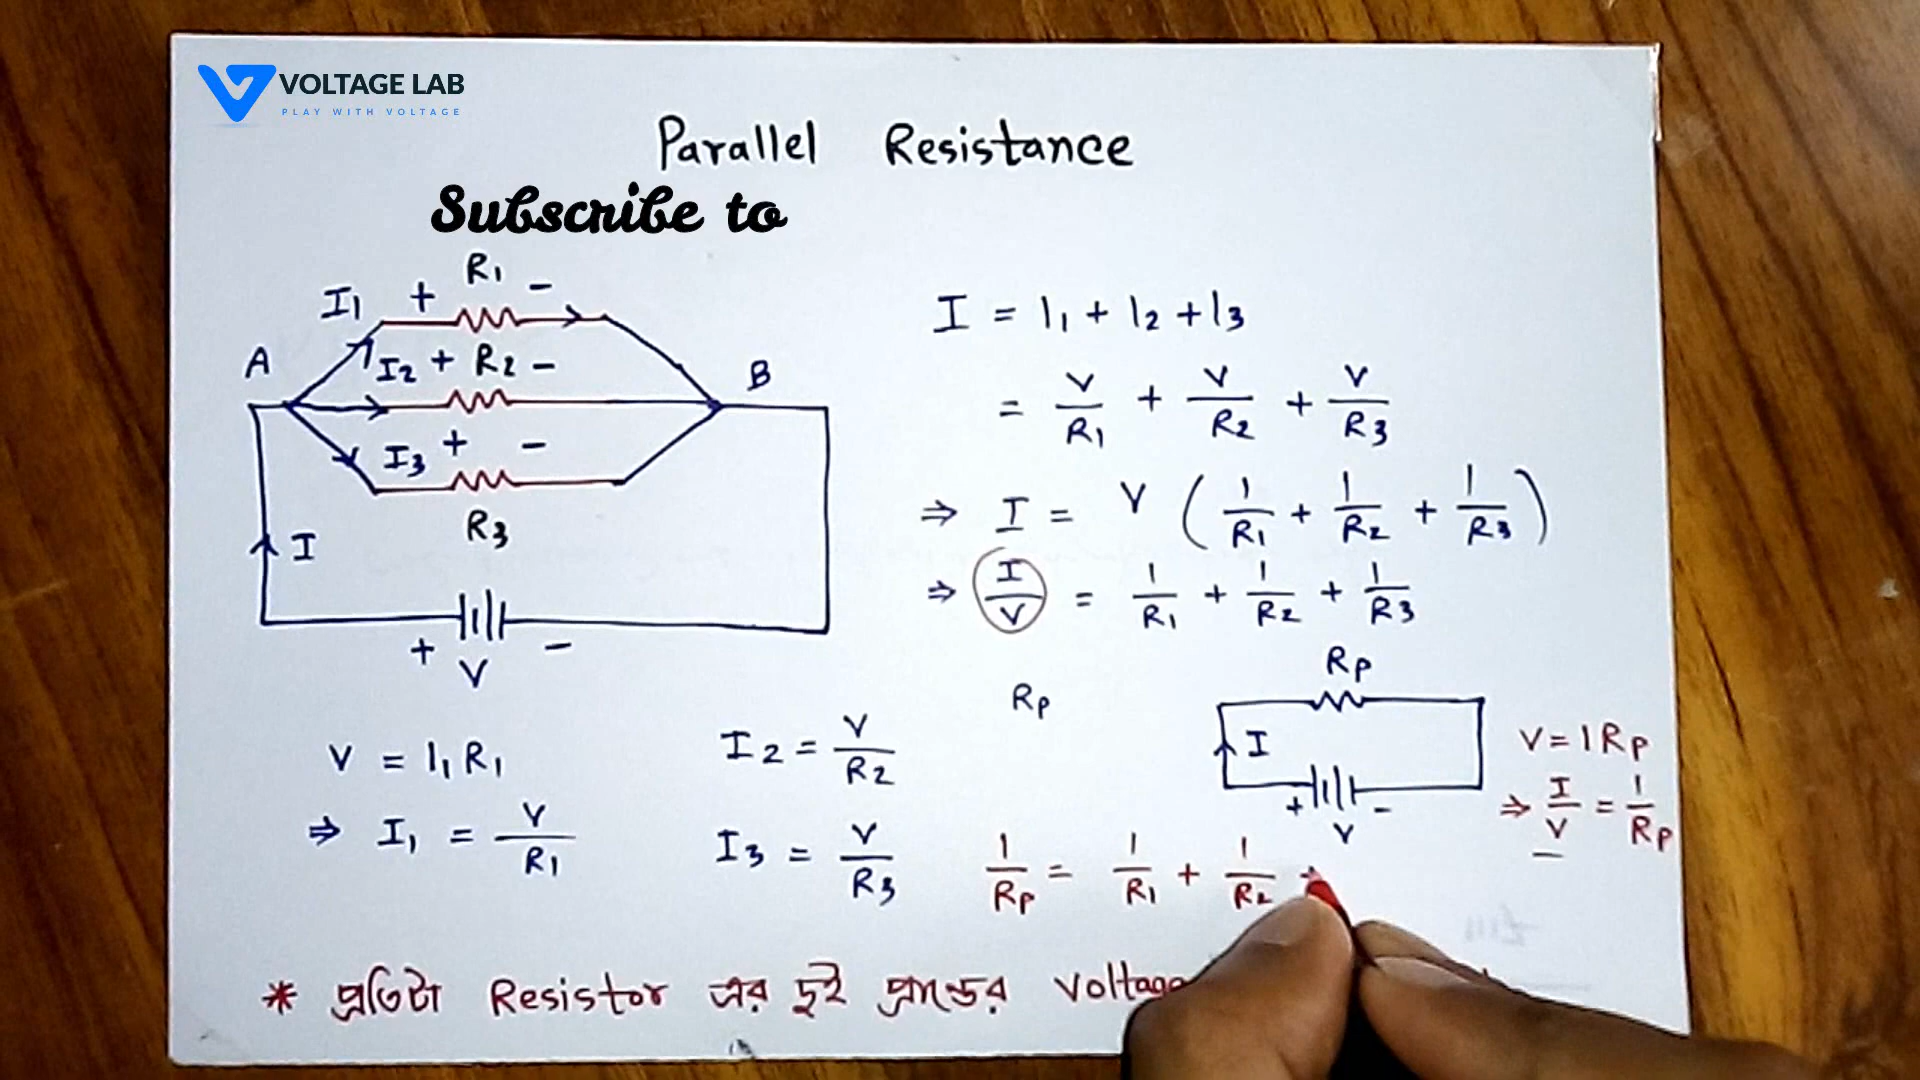 VOLTAGE LAB
PLAY WITH VOLTAGE
Parallel Resistance
Subscribe to
R1
I1 + -
A I2 + R2 - B
I3 + -
R3
I
+ V -
V = I1 R1
⇒ I1 = V/R1
I2 = V/R2
I3 = V/R3
I = I1 + I2 + I3
= V/R1 + V/R2 + V/R3
⇒ I = V (1/R1 + 1/R2 + 1/R3)
⇒ I/V = 1/R1 + 1/R2 + 1/R3
Rp
Rp
I
+ V -
V = I Rp
⇒ I/V = 1/Rp
1/Rp = 1/R1 + 1/R2 +
* প্রতিটা Resistor এর দুই প্রান্তের Voltage